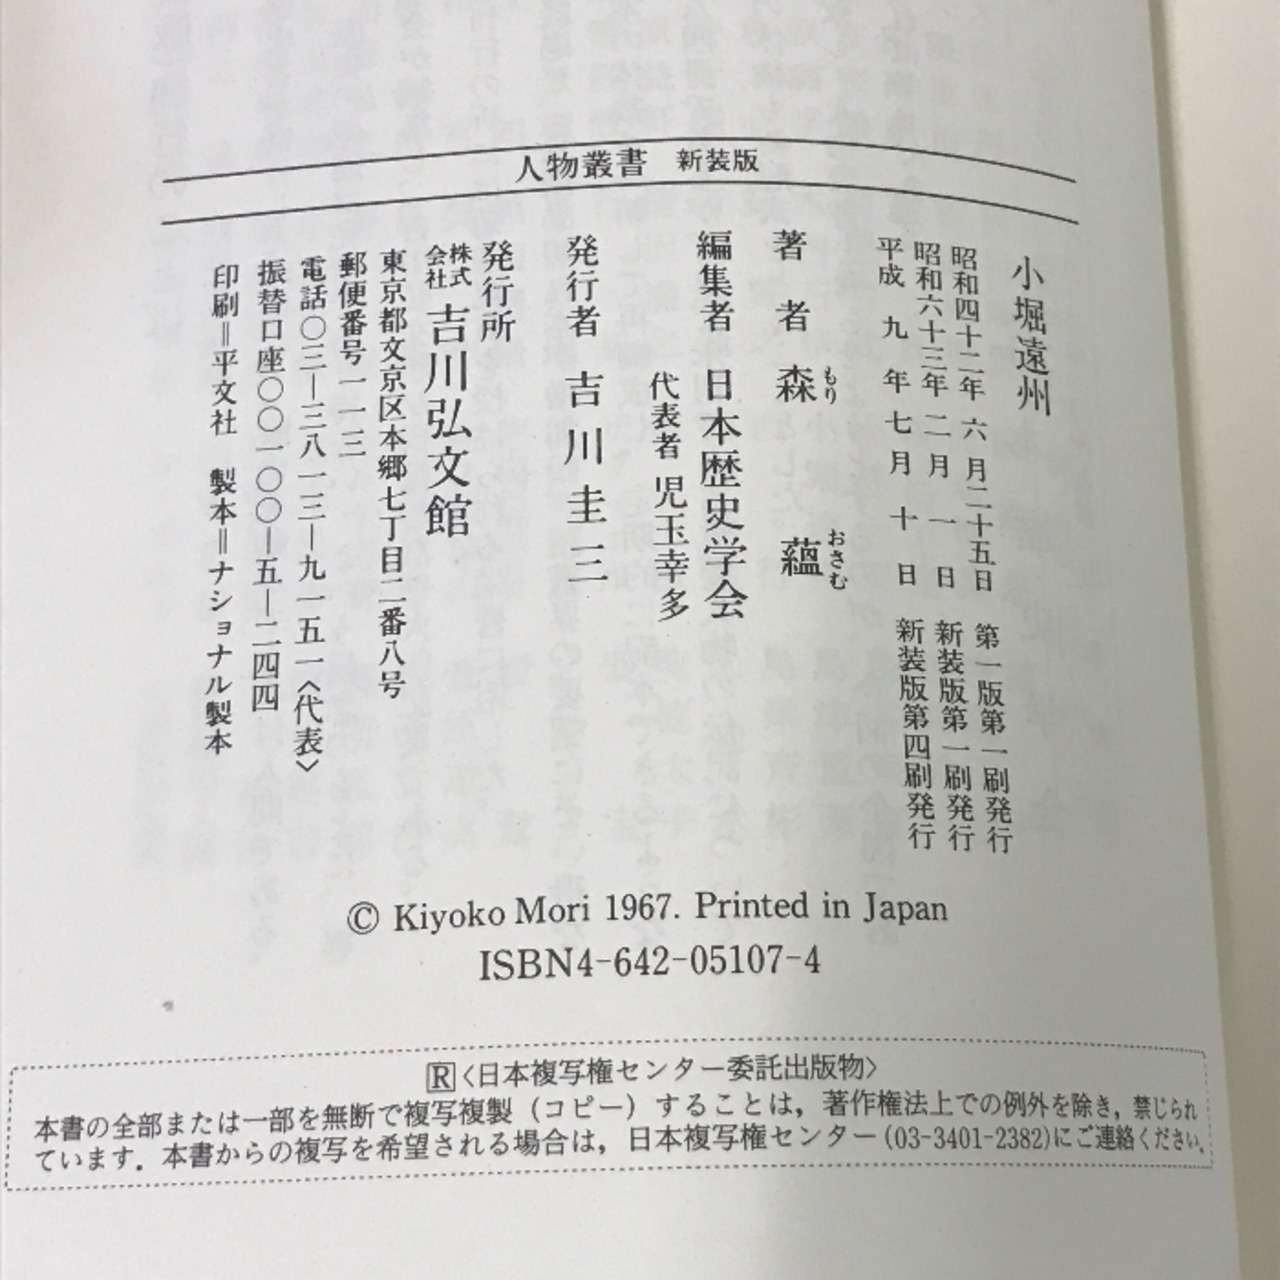 人物叢書 新装版
小堀遠州
昭和四十二年 六 月二十五日 第一版第一刷発行
昭和六十三年 二月 一 日 新装版第一刷発行
平成 九 年 七 月 十 日 新装版第四刷発行
著 者 森 蘊
もり おさむ
編集者 日本歴史学会
代表者 児玉幸多
発行者 吉川圭三
発行所
株式会社 吉川弘文館
東京都文京区本郷七丁目二番八号
郵便番号一一三
電話〇三―三八一三―九一五一〈代表〉
振替口座〇〇一〇〇―五―二四四
印刷=平文社 製本=ナショナル製本
© Kiyoko Mori 1967. Printed in Japan
ISBN4-642-05107-4
R〈日本複写権センター委託出版物〉
本書の全部または一部を無断で複写複製（コピー）することは，著作権法上での例外を除き，禁じられ
ています．本書からの複写を希望される場合は，日本複写権センター(03-3401-2382)にご連絡ください．